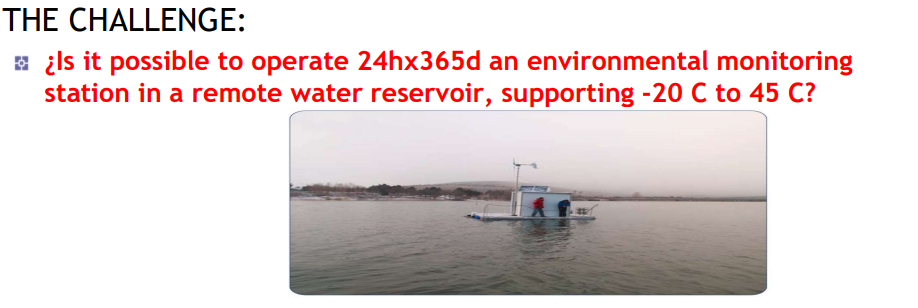 THE CHALLENGE:
¿Is it possible to operate 24hx365d an environmental monitoring
station in a remote water reservoir, supporting -20 C to 45 C?